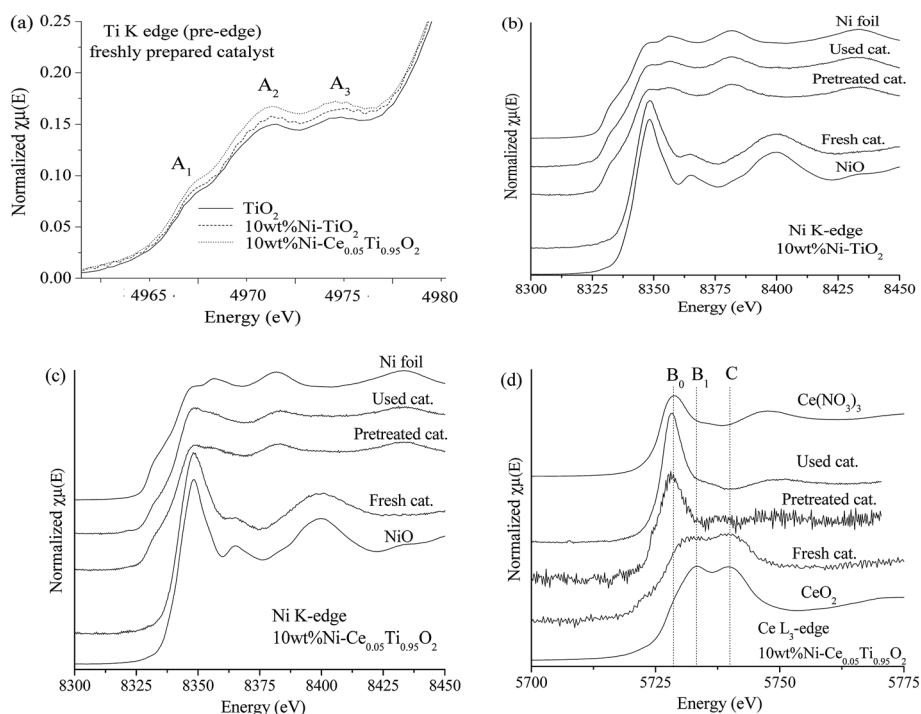 (a)
Ti K edge (pre-edge)
freshly prepared catalyst
A₁
A₂
A₃
TiO₂
10wt%Ni-TiO₂
10wt%Ni-Ce₀.₀₅Ti₀.₉₅O₂
Normalized χμ(E)
0.25
0.20
0.15
0.10
0.05
0.00
4965 4970 4975 4980
Energy (eV)
(b)
Ni foil
Used cat.
Pretreated cat.
Fresh cat.
NiO
Ni K-edge
10wt%Ni-TiO₂
Normalized χμ(E)
8300 8325 8350 8375 8400 8425 8450
Energy (eV)
(c)
Ni foil
Used cat.
Pretreated cat.
Fresh cat.
NiO
Ni K-edge
10wt%Ni-Ce₀.₀₅Ti₀.₉₅O₂
Normalized χμ(E)
8300 8325 8350 8375 8400 8425 8450
Energy (eV)
(d)
B₀ B₁ C
Ce(NO₃)₃
Used cat.
Pretreated cat.
Fresh cat.
CeO₂
Ce L₃-edge
10wt%Ni-Ce₀.₀₅Ti₀.₉₅O₂
Normalized χμ(E)
5700 5725 5750 5775
Energy (eV)